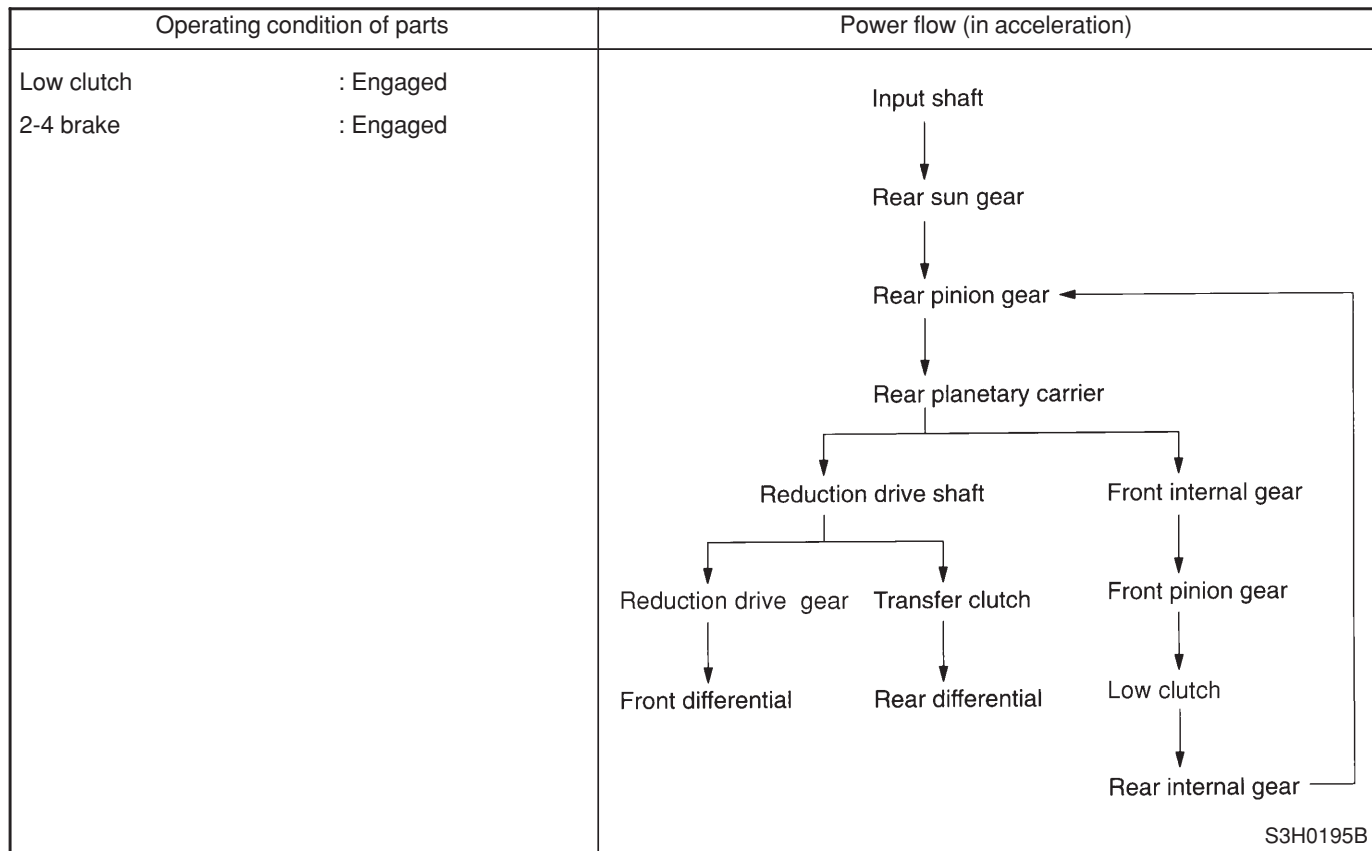 Operating condition of parts
Power flow (in acceleration)
Low clutch : Engaged
2-4 brake : Engaged
Input shaft
Rear sun gear
Rear pinion gear
Rear planetary carrier
Reduction drive shaft
Front internal gear
Reduction drive gear
Transfer clutch
Front pinion gear
Front differential
Rear differential
Low clutch
Rear internal gear
S3H0195B